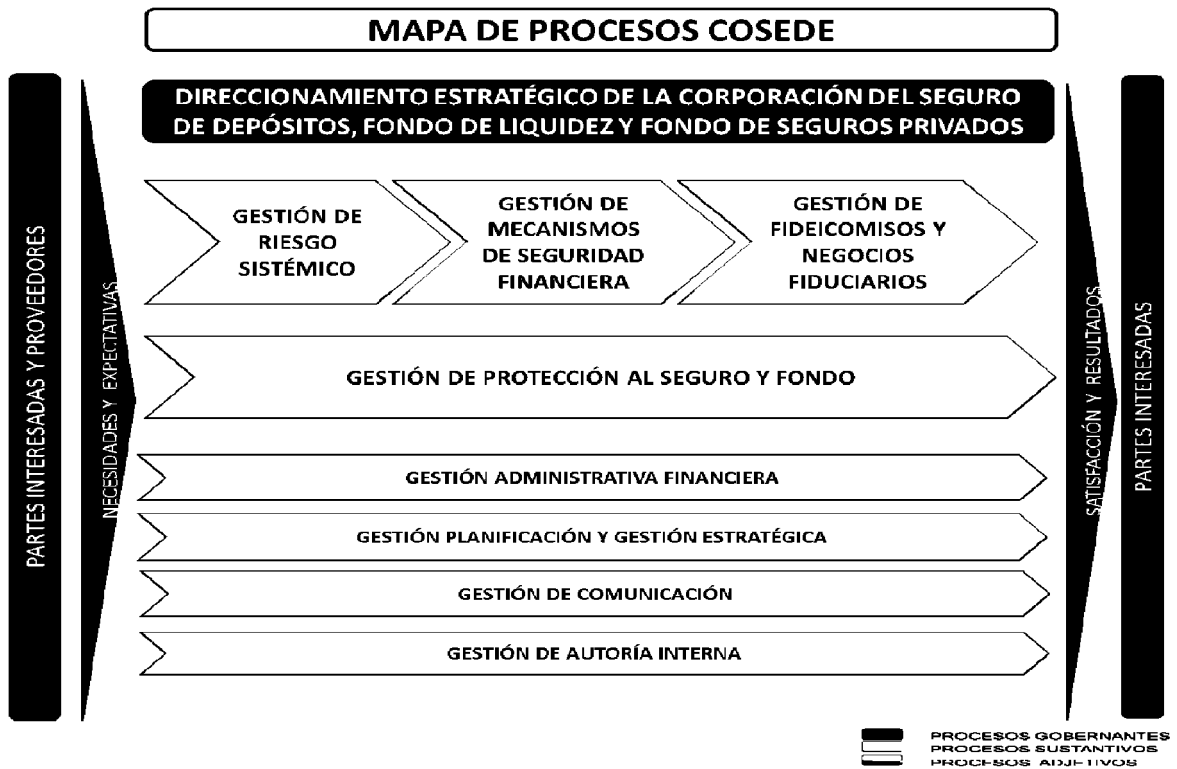 MAPA DE PROCESOS COSEDE
DIRECCIONAMIENTO ESTRATÉGICO DE LA CORPORACIÓN DEL SEGURO
DE DEPÓSITOS, FONDO DE LIQUIDEZ Y FONDO DE SEGUROS PRIVADOS
PARTES INTERESADAS Y PROVEEDORES
NECESIDADES Y EXPECTATIVAS
GESTIÓN DE
RIESGO
SISTÉMICO
GESTIÓN DE
MECANISMOS
DE SEGURIDAD
FINANCIERA
GESTIÓN DE
FIDEICOMISOS Y
NEGOCIOS
FIDUCIARIOS
GESTIÓN DE PROTECCIÓN AL SEGURO Y FONDO
GESTIÓN ADMINISTRATIVA FINANCIERA
GESTIÓN PLANIFICACIÓN Y GESTIÓN ESTRATÉGICA
GESTIÓN DE COMUNICACIÓN
GESTIÓN DE AUTORÍA INTERNA
SATISFACCIÓN Y RESULTADOS
PARTES INTERESADAS
PROCESOS GOBERNANTES
PROCESOS SUSTANTIVOS
PROCESOS ADJETIVOS